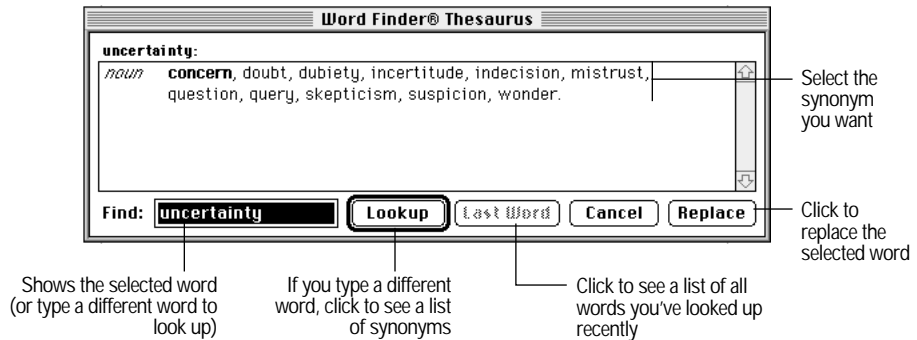 Word Finder® Thesaurus
uncertainty:
noun concern, doubt, dubiety, incertitude, indecision, mistrust,
question, query, skepticism, suspicion, wonder.
Select the
synonym
you want
Find: uncertainty Lookup Last Word Cancel Replace
Click to
replace the
selected word
Shows the selected word
(or type a different word to
look up)
If you type a different
word, click to see a list
of synonyms
Click to see a list of all
words you've looked up
recently